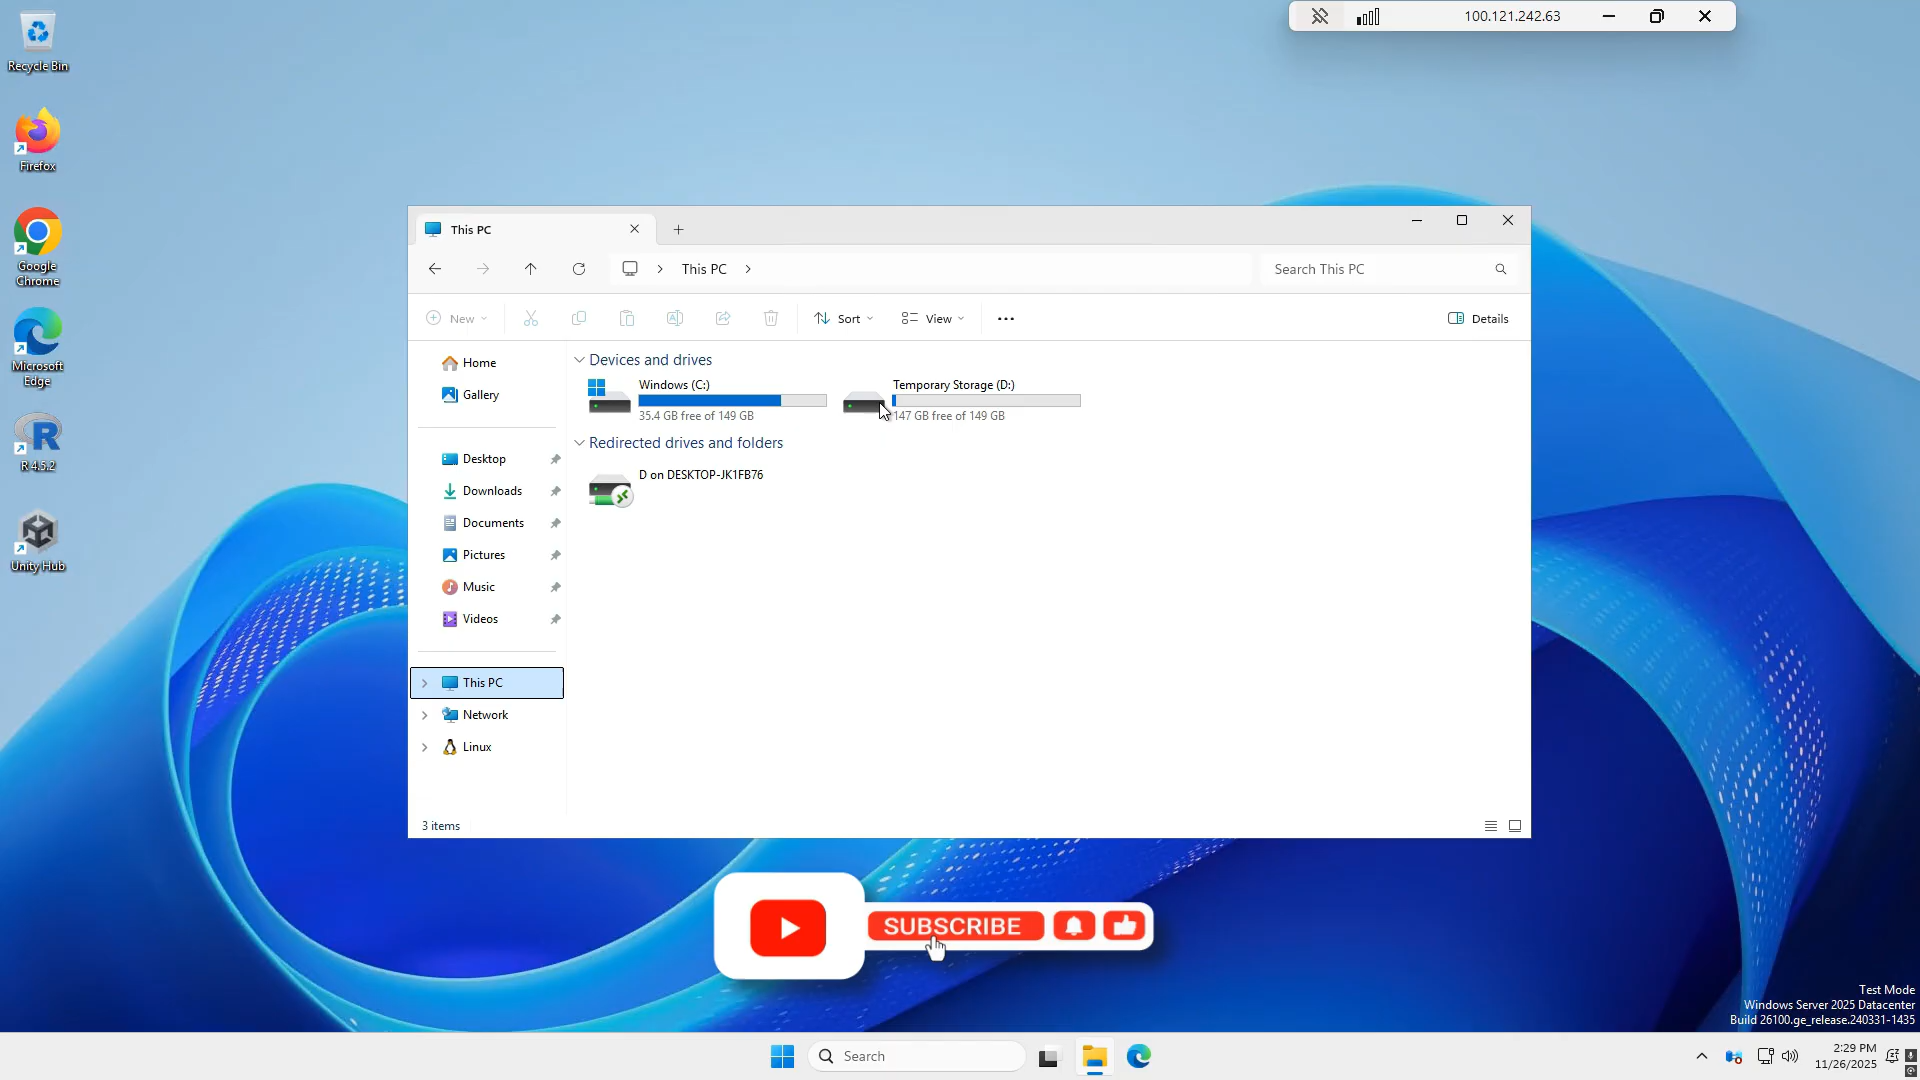 100.121.242.63
Recycle Bin
Firefox
Google
Chrome
Microsoft
Edge
R 4.5.2
Unity Hub
This PC
This PC
Search This PC
New
Sort
View
Details
Home
Gallery
Desktop
Downloads
Documents
Pictures
Music
Videos
This PC
Network
Linux
Devices and drives
Windows (C:)
35.4 GB free of 149 GB
Temporary Storage (D:)
147 GB free of 149 GB
Redirected drives and folders
D on DESKTOP-JK1FB76
3 items
SUBSCRIBE
Test Mode
Windows Server 2025 Datacenter
Build 26100.ge_release.240331-1435
Search
2:29 PM
11/26/2025